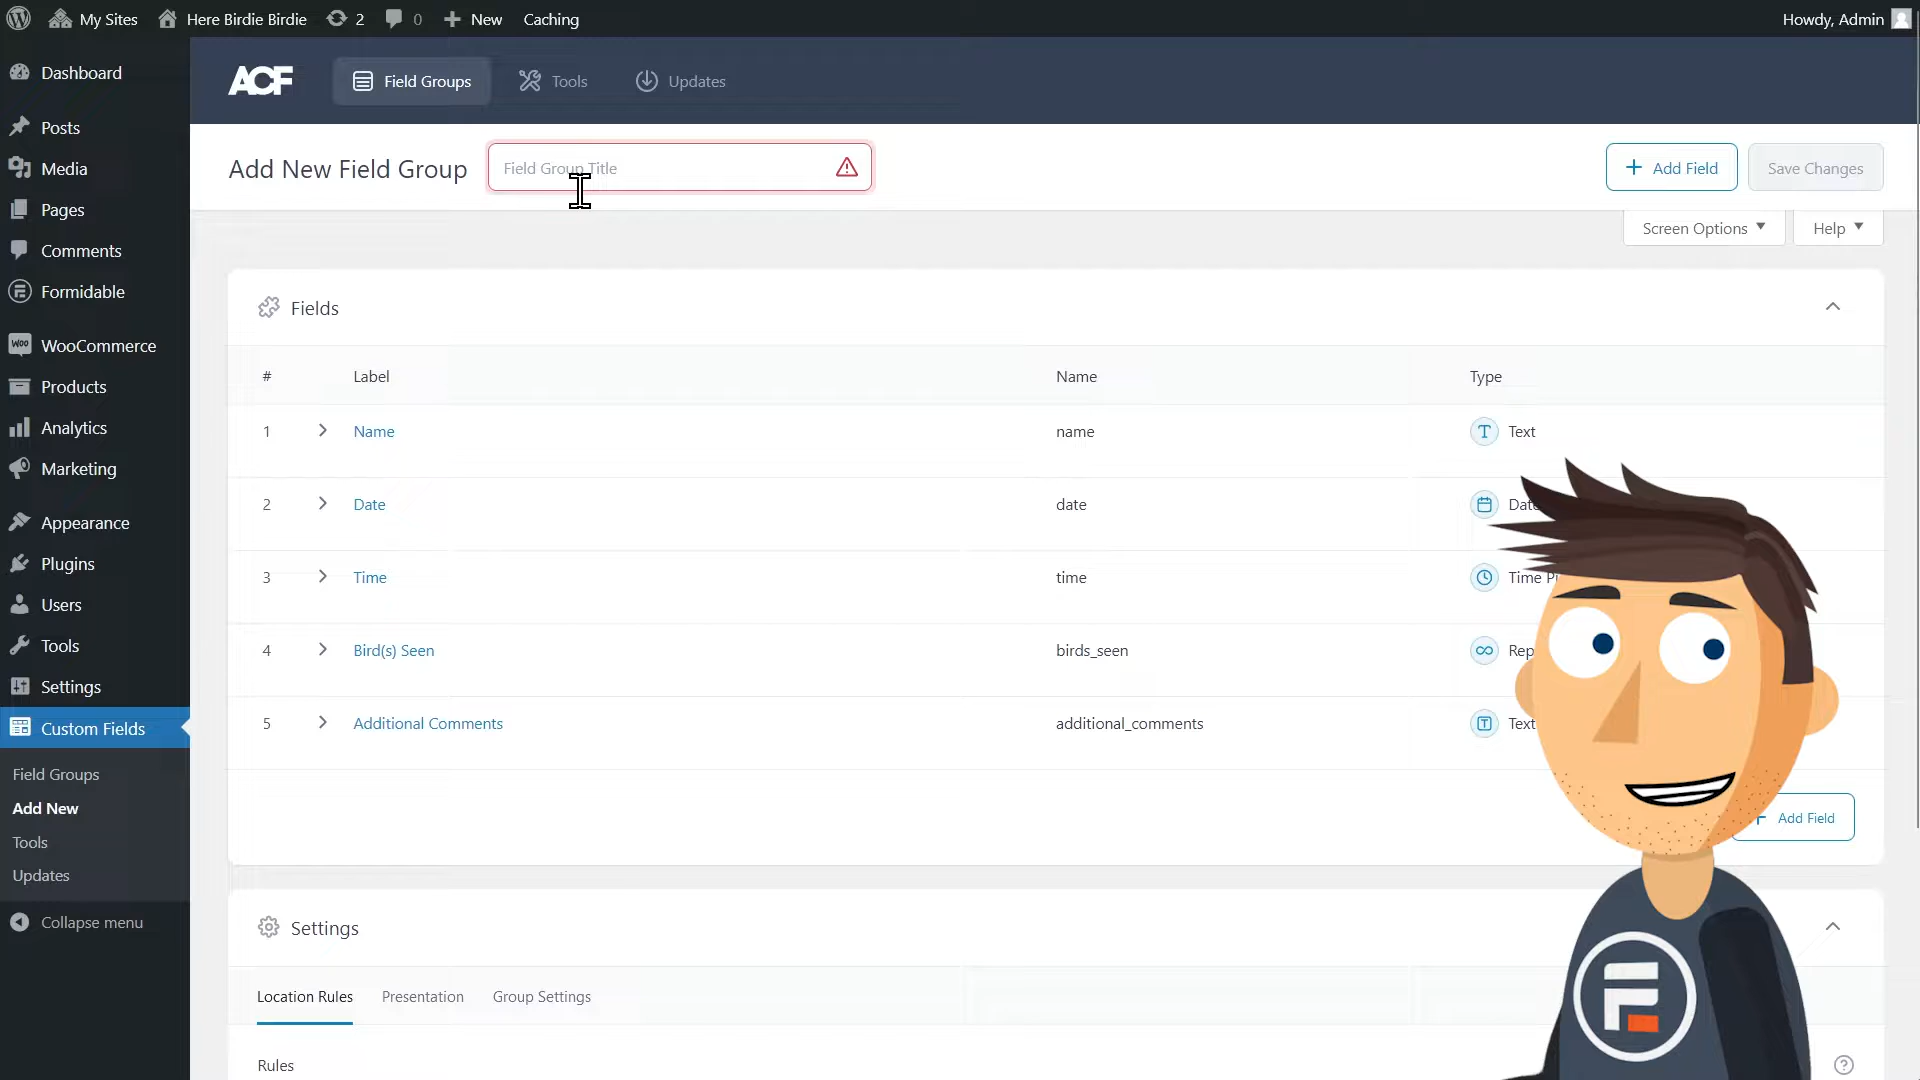 My Sites
Here Birdie Birdie
2
0
New
Caching
Howdy, Admin
Dashboard
Posts
Media
Pages
Comments
Formidable
Woo
WooCommerce
Products
Analytics
Marketing
Appearance
Plugins
Users
Tools
Settings
Custom Fields
Field Groups
Add New
Tools
Updates
Collapse menu
ACF
Field Groups
Tools
Updates
Add New Field Group
Field Group Title
+ Add Field
Save Changes
Screen Options
Help
Fields
# Label Name Type
1 Name name Text
2 Date date
3 Time time Time
4 Bird(s) Seen birds_seen
5 Additional Comments additional_comments Text
Add Field
Settings
Location Rules
Presentation
Group Settings
Rules